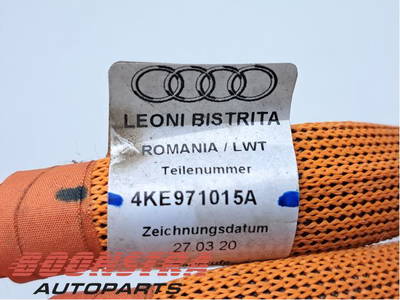 LEONI BISTRITA
ROMANIA / LWT
Teilenummer
4KE971015A
Zeichnungsdatum
27.03.20
BOONSTRA
AUTOPARTS